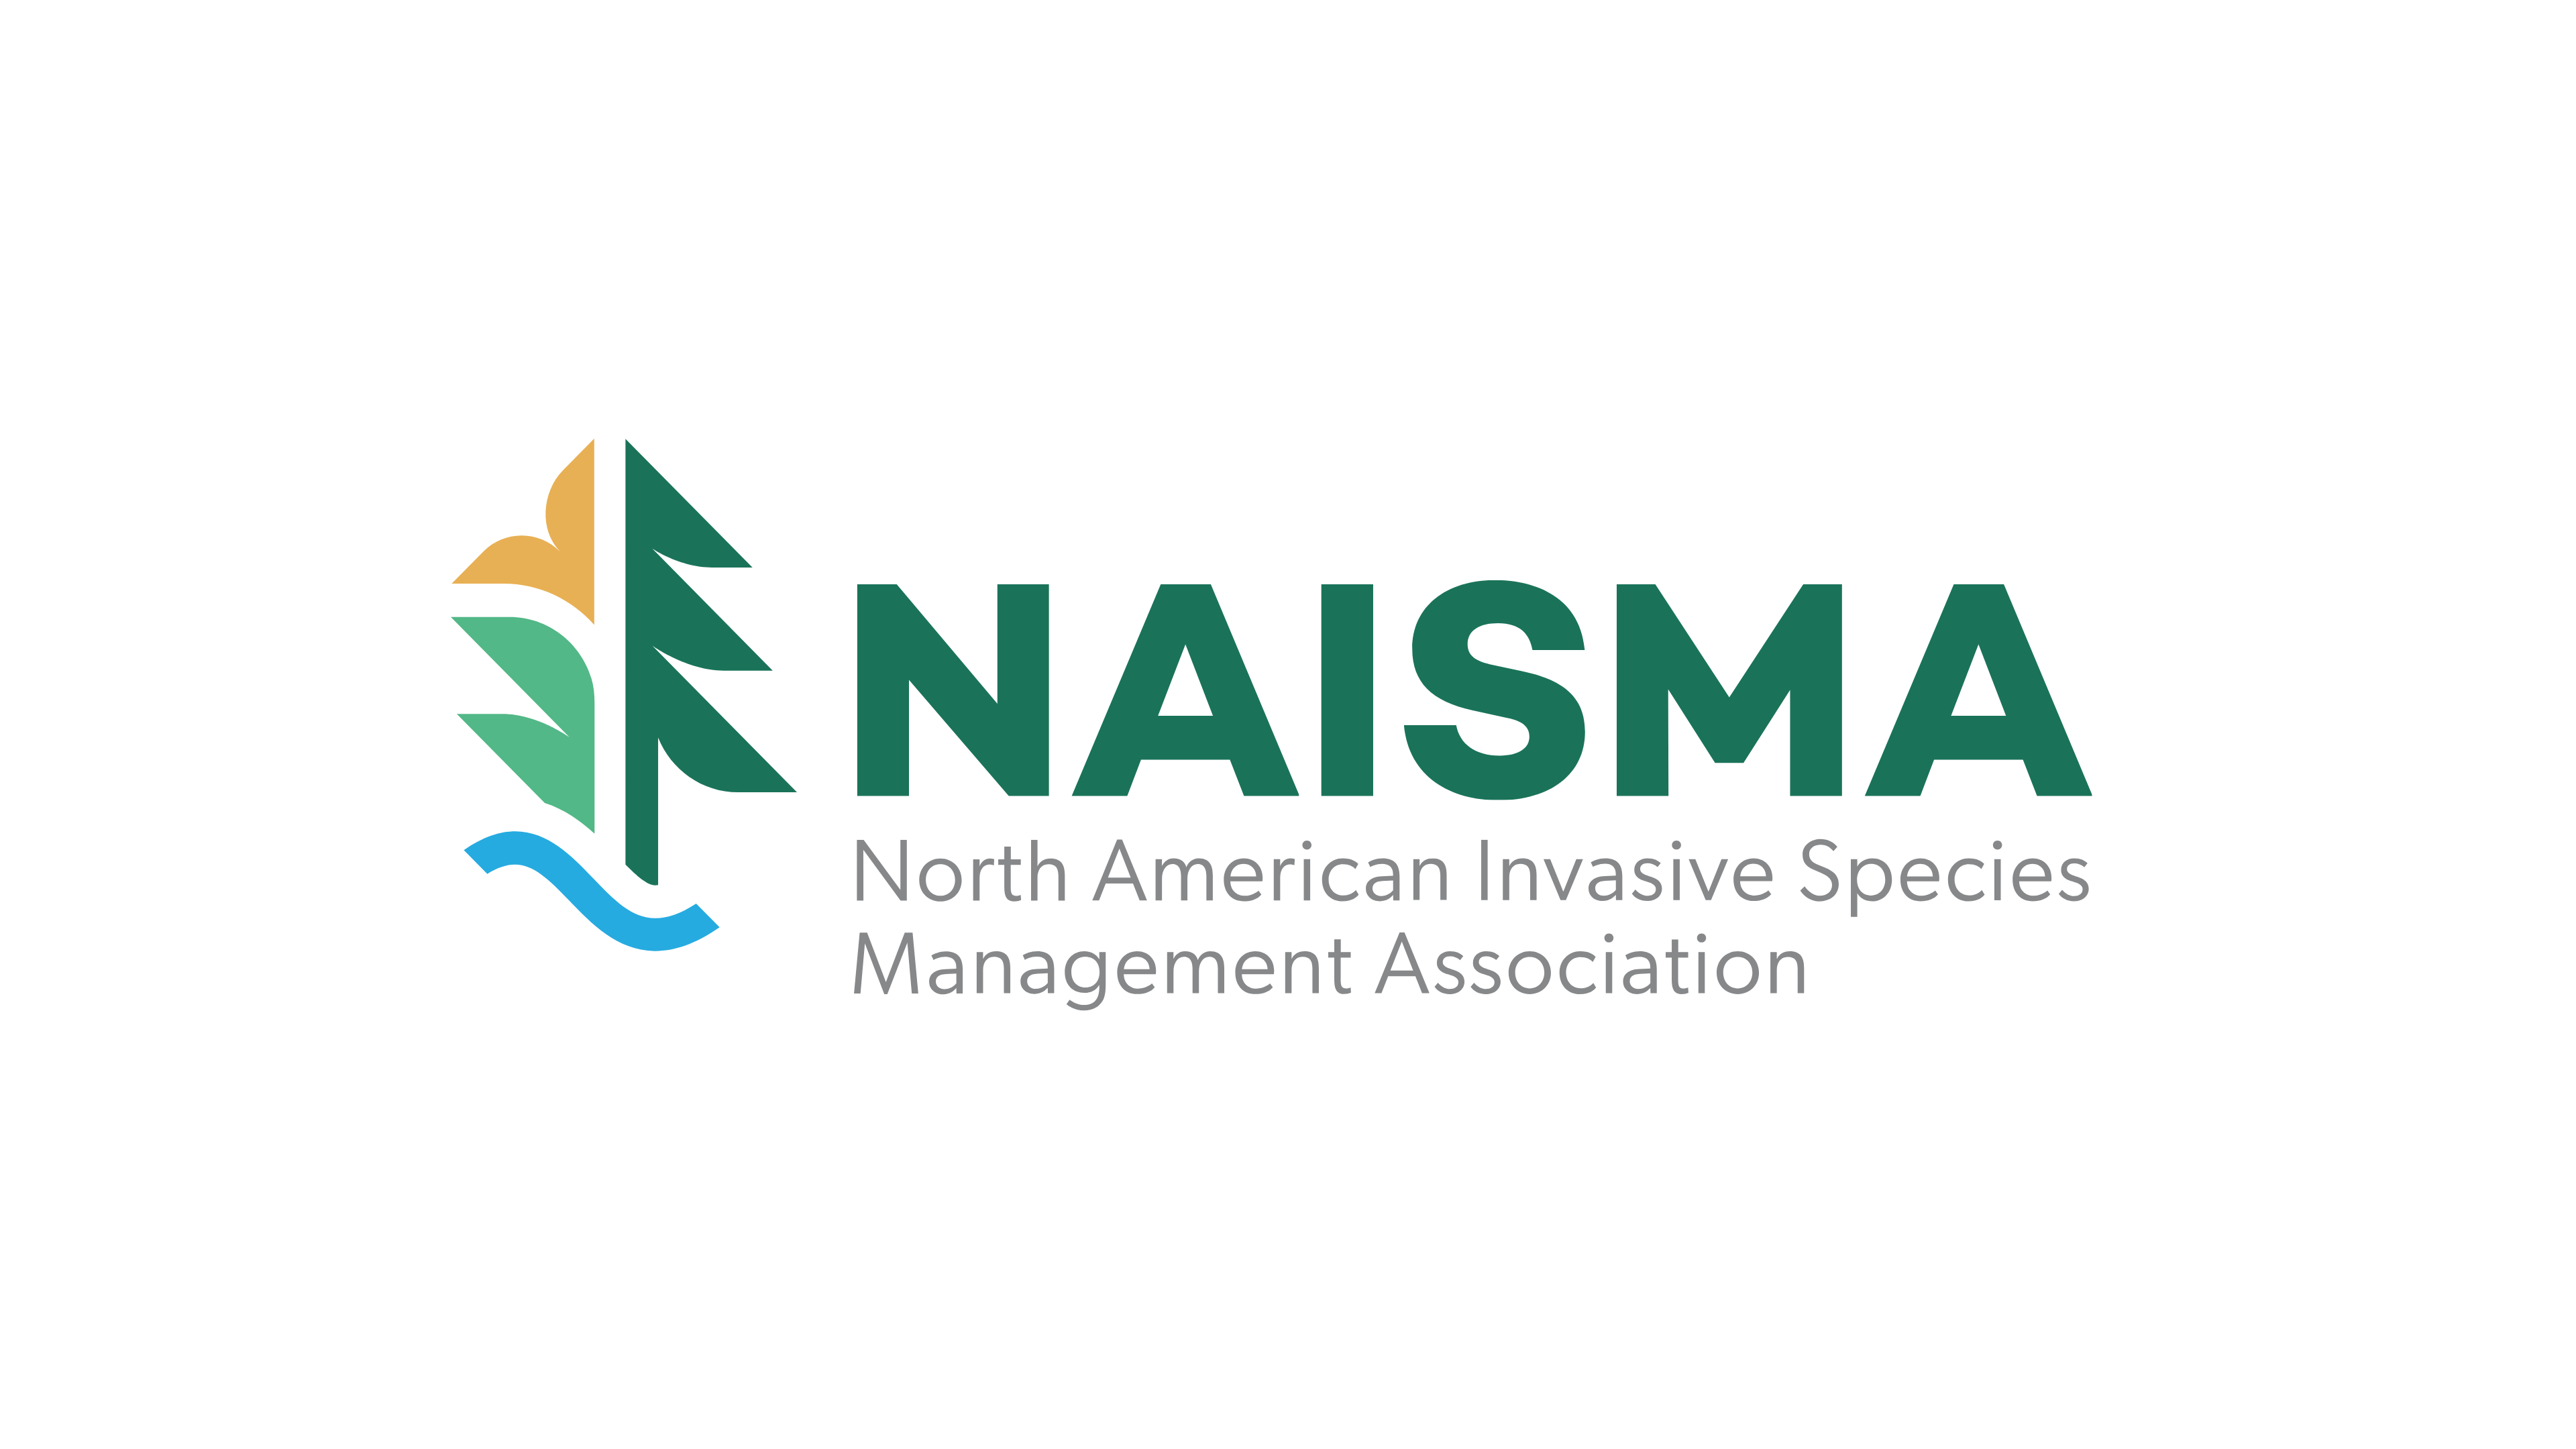 NAISMA
North American Invasive Species
Management Association